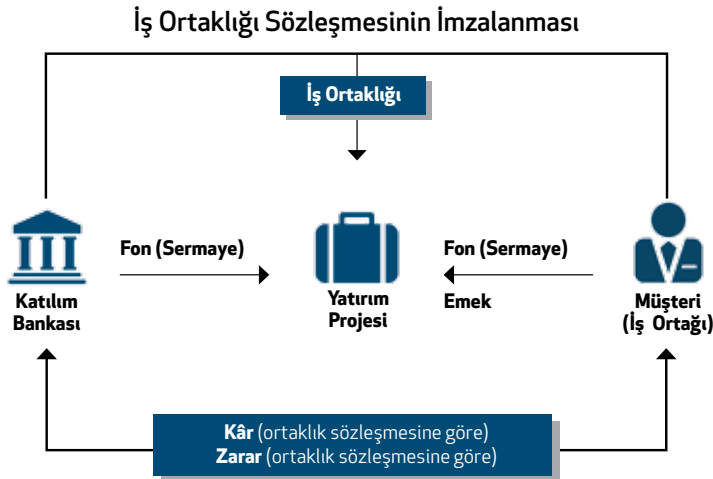 İş Ortaklığı Sözleşmesinin İmzalanması
İş Ortaklığı
Fon (Sermaye)
Fon (Sermaye)
Emek
Katılım
Bankası
Yatırım
Projesi
Müşteri
(İş Ortağı)
Kâr (ortaklık sözleşmesine göre)
Zarar (ortaklık sözleşmesine göre)